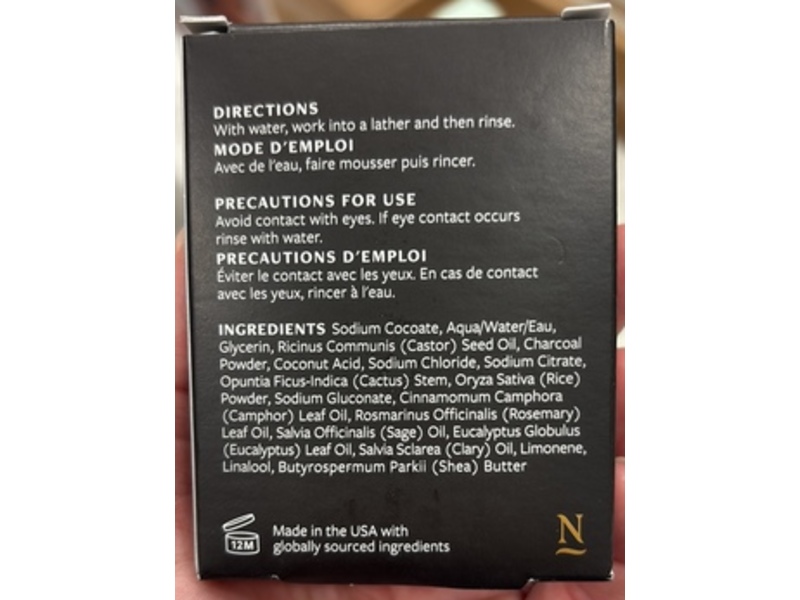 DIRECTIONS
With water, work into a lather and then rinse.
MODE D'EMPLOI
Avec de l'eau, faire mousser puis rincer.
PRECAUTIONS FOR USE
Avoid contact with eyes. If eye contact occurs
rinse with water.
PRECAUTIONS D'EMPLOI
Éviter le contact avec les yeux. En cas de contact
avec les yeux, rincer à l'eau.
INGREDIENTS Sodium Cocoate, Aqua/Water/Eau,
Glycerin, Ricinus Communis (Castor) Seed Oil, Charcoal
Powder, Coconut Acid, Sodium Chloride, Sodium Citrate,
Opuntia Ficus-Indica (Cactus) Stem, Oryza Sativa (Rice)
Powder, Sodium Gluconate, Cinnamomum Camphora
(Camphor) Leaf Oil, Rosmarinus Officinalis (Rosemary)
Leaf Oil, Salvia Officinalis (Sage) Oil, Eucalyptus Globulus
(Eucalyptus) Leaf Oil, Salvia Sclarea (Clary) Oil, Limonene,
Linalool, Butyrospermum Parkii (Shea) Butter
12M
Made in the USA with
globally sourced ingredients
N